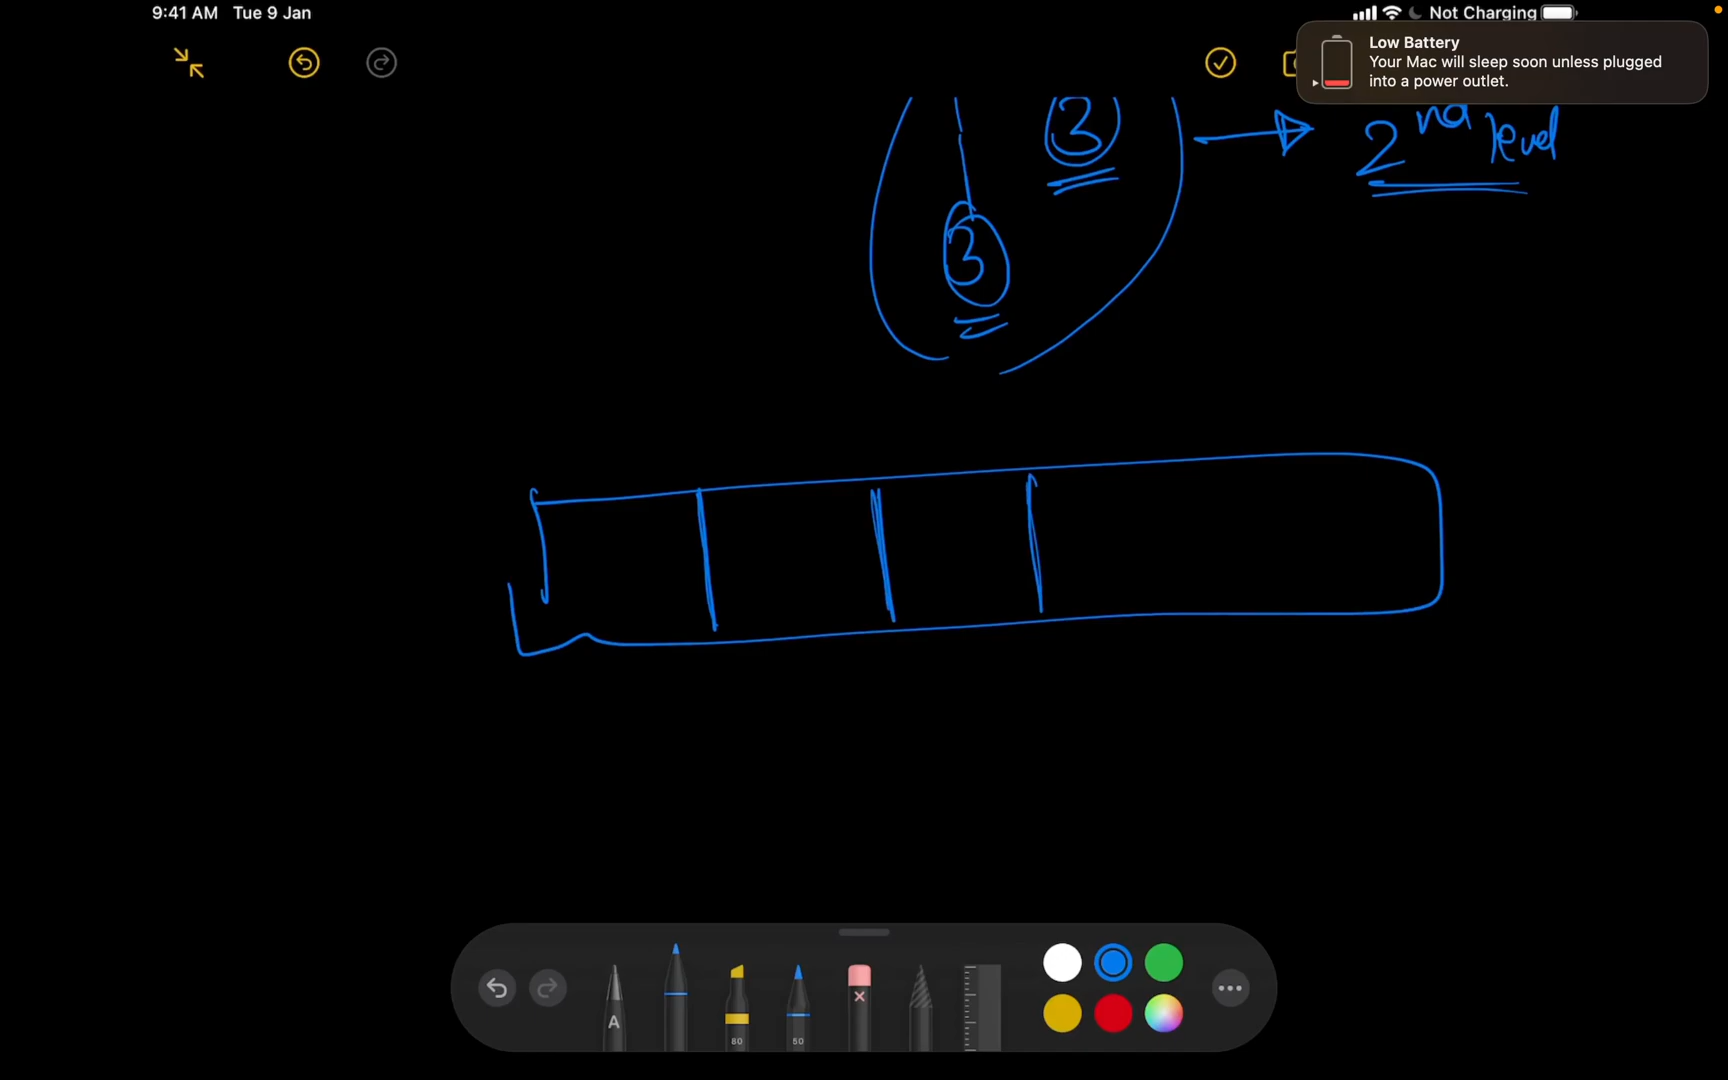 9:41 AM Tue 9 Jan
Not Charging
Low Battery
Your Mac will sleep soon unless plugged
into a power outlet.
3
2nd level
3
A
80
50